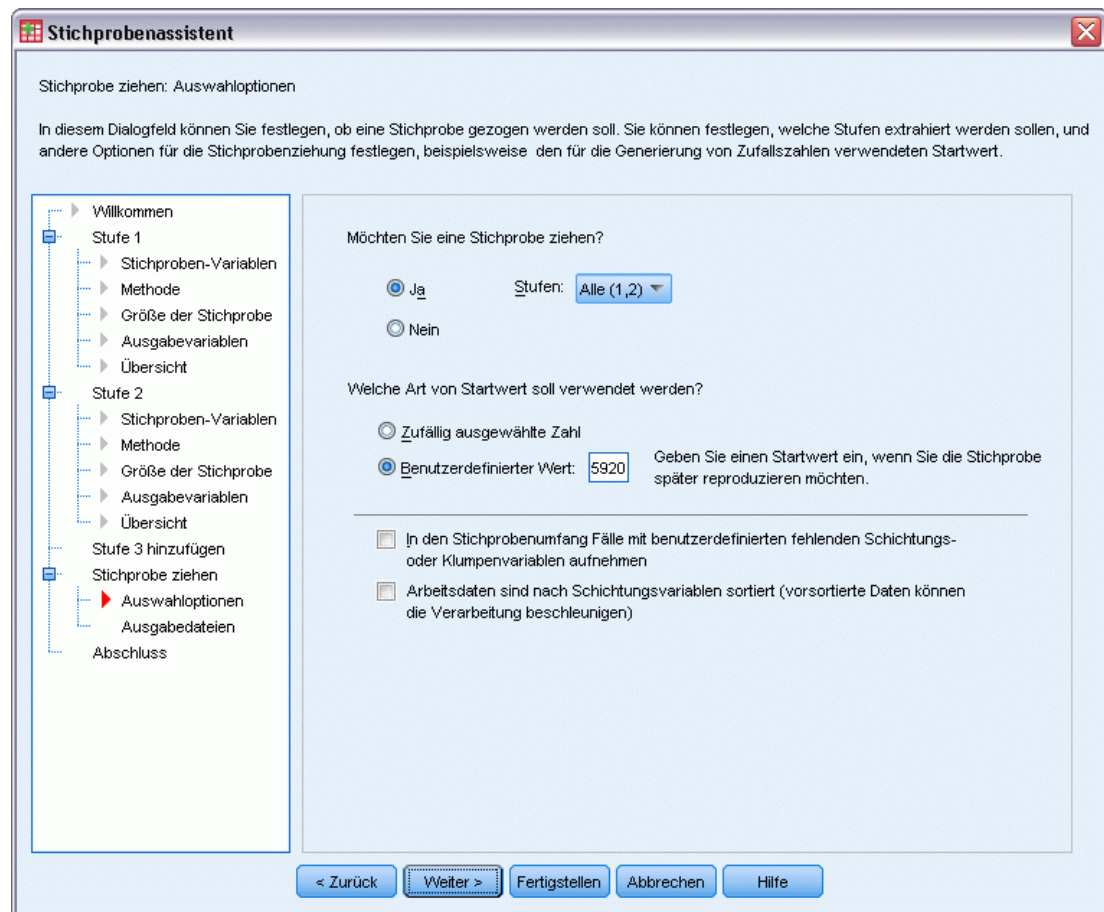 Stichprobenassistent
Stichprobe ziehen: Auswahloptionen
In diesem Dialogfeld können Sie festlegen, ob eine Stichprobe gezogen werden soll. Sie können festlegen, welche Stufen extrahiert werden sollen, und
andere Optionen für die Stichprobenziehung festlegen, beispielsweise den für die Generierung von Zufallszahlen verwendeten Startwert.
Willkommen
Stufe 1
Stichproben-Variablen
Methode
Größe der Stichprobe
Ausgabevariablen
Übersicht
Stufe 2
Stichproben-Variablen
Methode
Größe der Stichprobe
Ausgabevariablen
Übersicht
Stufe 3 hinzufügen
Stichprobe ziehen
Auswahloptionen
Ausgabedateien
Abschluss
Möchten Sie eine Stichprobe ziehen?
Ja Stufen: Alle (1,2)
Nein
Welche Art von Startwert soll verwendet werden?
Zufällig ausgewählte Zahl
Benutzerdefinierter Wert: 5920 Geben Sie einen Startwert ein, wenn Sie die Stichprobe
später reproduzieren möchten.
In den Stichprobenumfang Fälle mit benutzerdefinierten fehlenden Schichtungs-
oder Klumpenvariablen aufnehmen
Arbeitsdaten sind nach Schichtungsvariablen sortiert (vorsortierte Daten können
die Verarbeitung beschleunigen)
< Zurück Weiter > Fertigstellen Abbrechen Hilfe